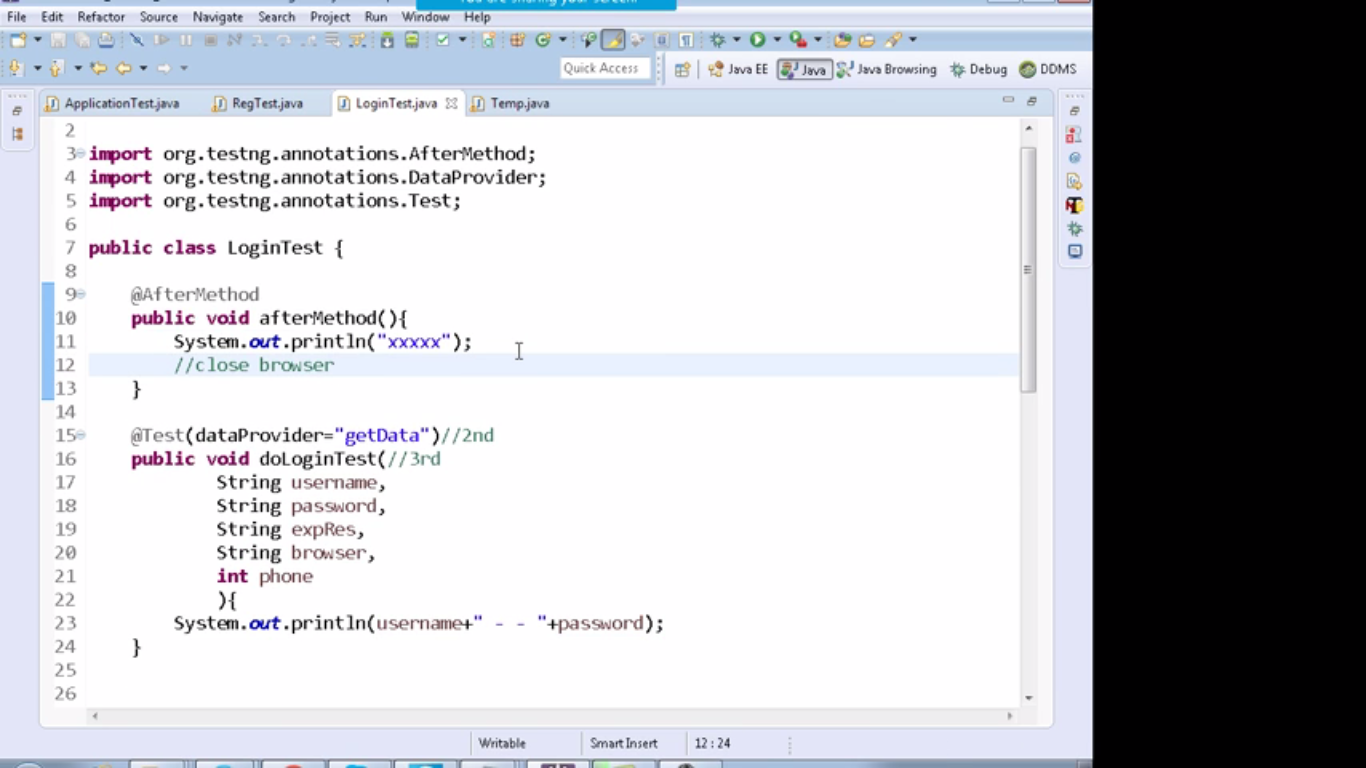 You are sharing your screen.
File Edit Refactor Source Navigate Search Project Run Window Help
Quick Access Java EE Java Java Browsing Debug DDMS
ApplicationTest.java RegTest.java LoginTest.java Temp.java
2
3 import org.testng.annotations.AfterMethod;
4 import org.testng.annotations.DataProvider;
5 import org.testng.annotations.Test;
6
7 public class LoginTest {
8
9 @AfterMethod
10 public void afterMethod(){
11 System.out.println("xxxxx");
12 //close browser
13 }
14
15 @Test(dataProvider="getData")//2nd
16 public void doLoginTest(//3rd
17 String username,
18 String password,
19 String expRes,
20 String browser,
21 int phone
22 ){
23 System.out.println(username+" - - "+password);
24 }
25
26
Writable Smart Insert 12 : 24